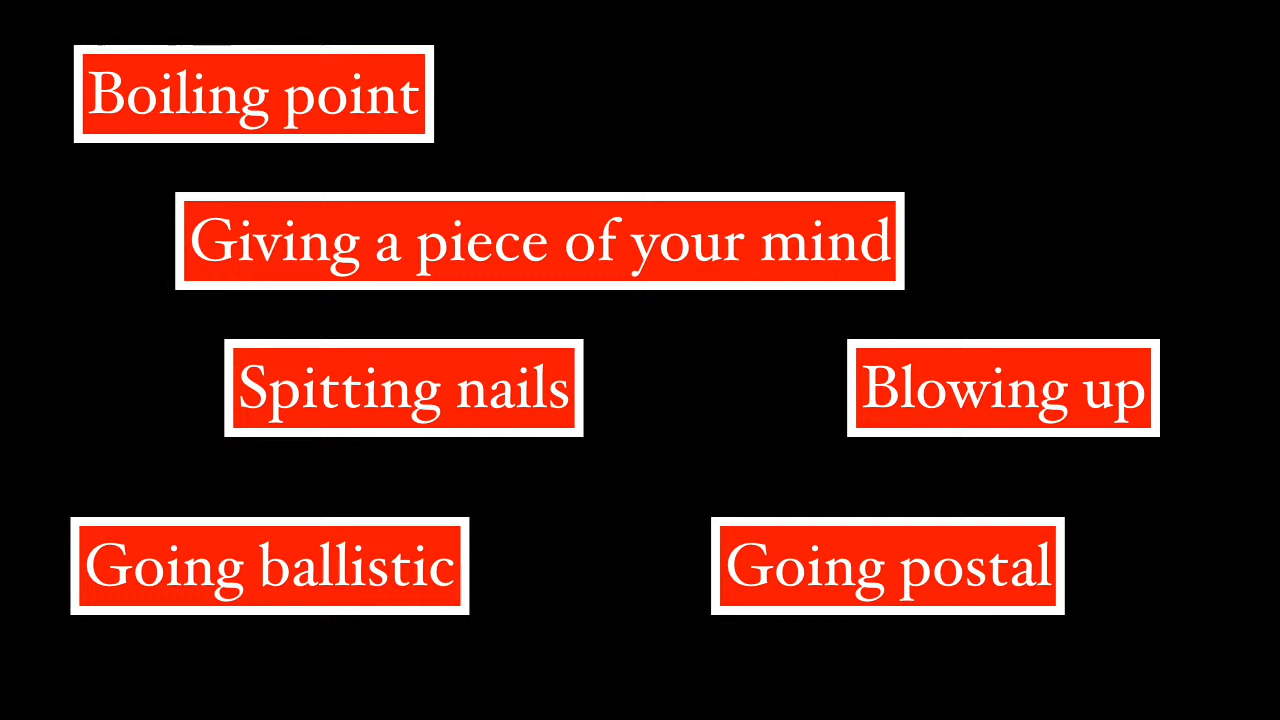 Boiling point
Giving a piece of your mind
Spitting nails
Blowing up
Going ballistic
Going postal